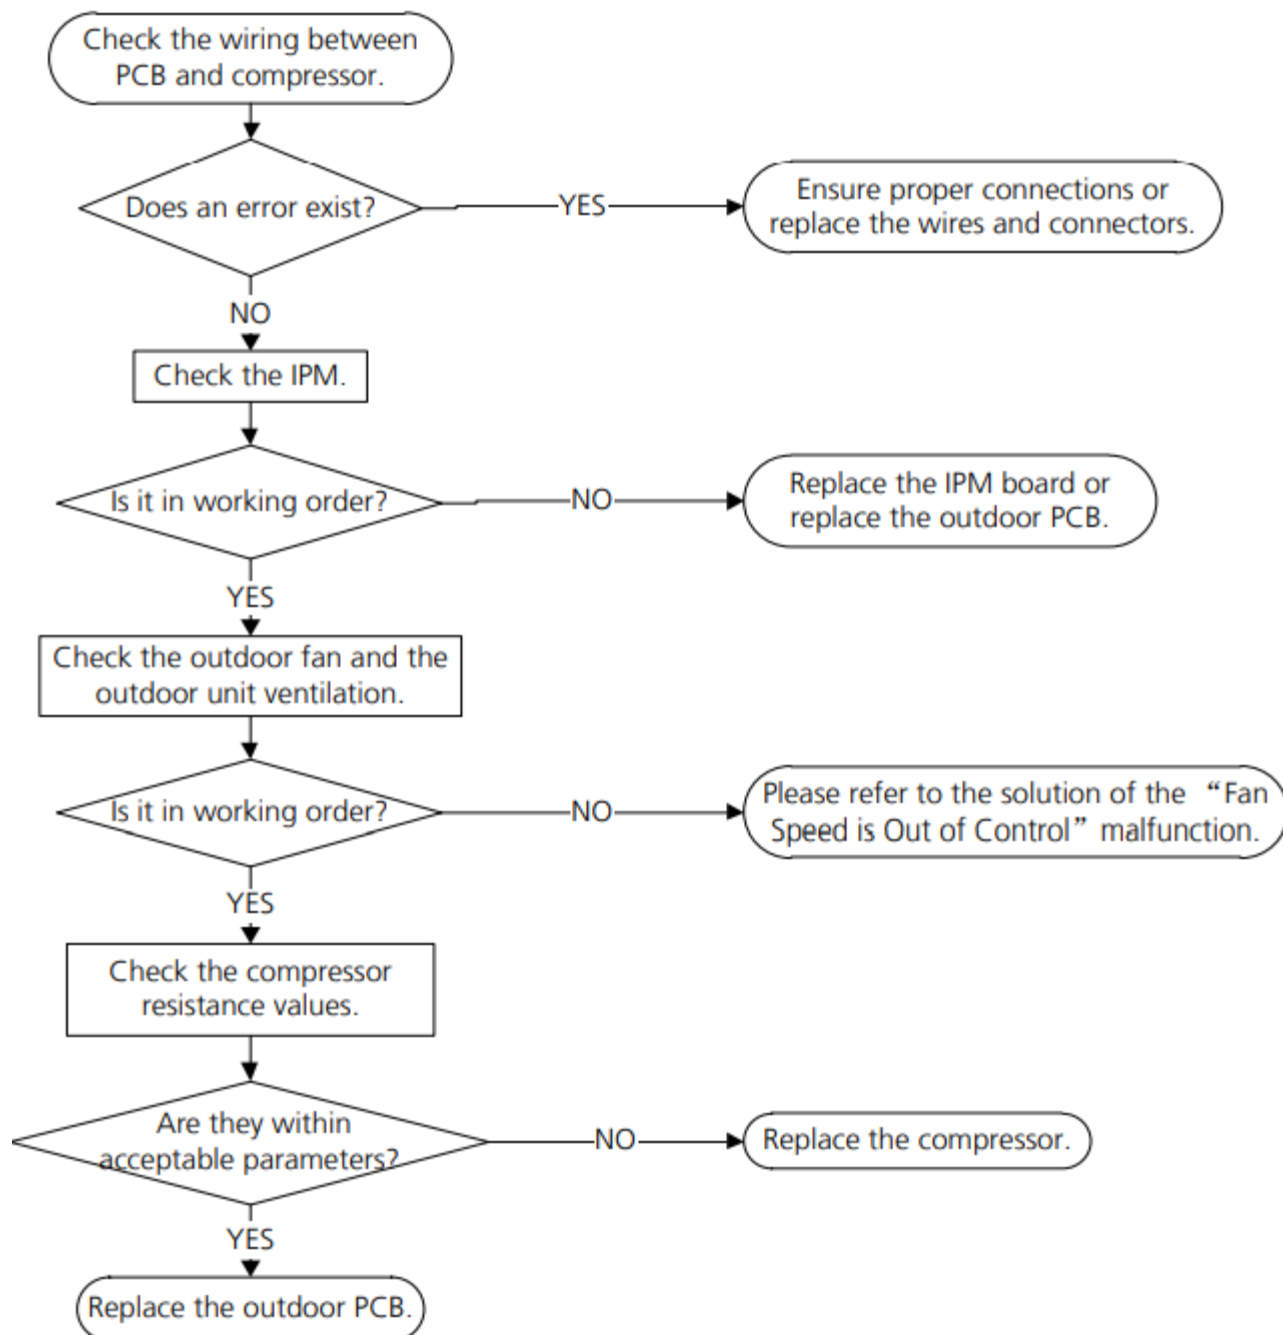 Check the wiring between
PCB and compressor.
Does an error exist?
YES
Ensure proper connections or
replace the wires and connectors.
NO
Check the IPM.
Is it in working order?
NO
Replace the IPM board or
replace the outdoor PCB.
YES
Check the outdoor fan and the
outdoor unit ventilation.
Is it in working order?
NO
Please refer to the solution of the “Fan
Speed is Out of Control” malfunction.
YES
Check the compressor
resistance values.
Are they within
acceptable parameters?
NO
Replace the compressor.
YES
Replace the outdoor PCB.